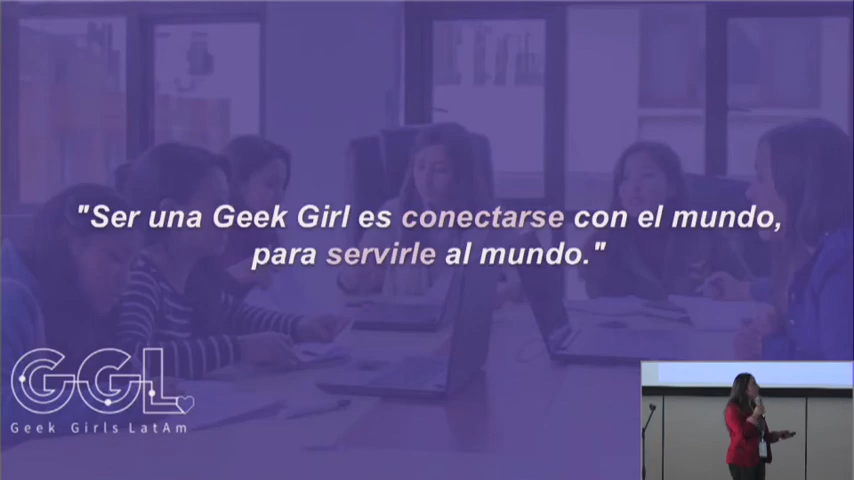 "Ser una Geek Girl es conectarse con el mundo,
para servirle al mundo."
GGL
Geek Girls LatAm